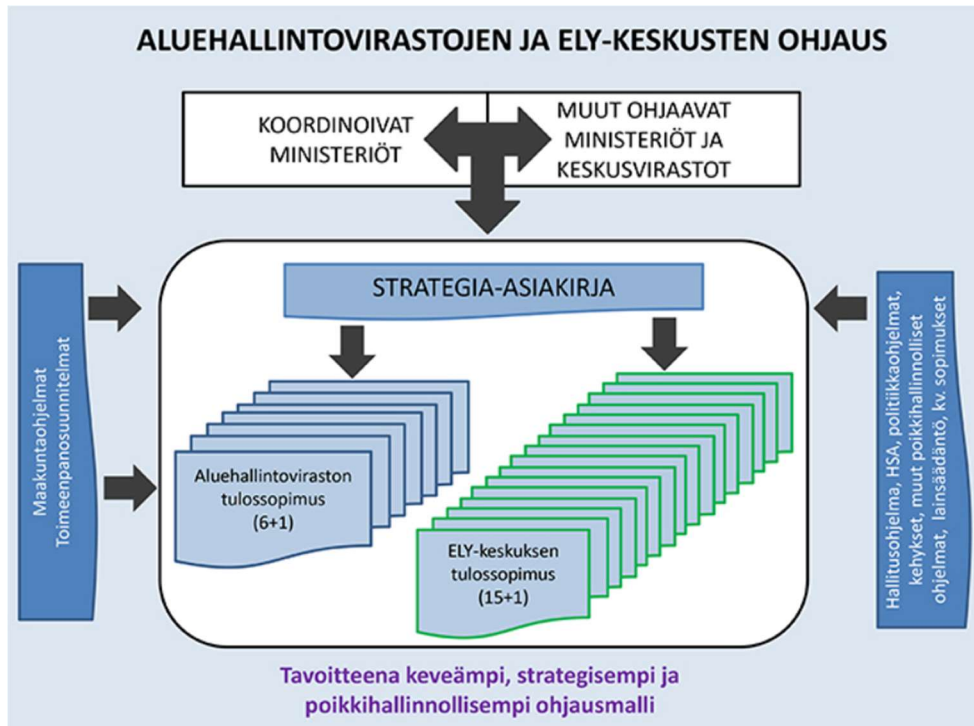 ALUEHALLINTOVIRASTOJEN JA ELY-KESKUSTEN OHJAUS
KOORDINOIVAT
MINISTERIÖT
MUUT OHJAAVAT
MINISTERIÖT JA
KESKUSVIRASTOT
STRATEGIA-ASIAKIRJA
Maakuntaohjelmat
Toimeenpanosuunnitelmat
Aluehallintoviraston
tulossopimus
(6+1)
ELY-keskuksen
tulossopimus
(15+1)
Hallitusohjelma, HSA, politiikkaohjelmat,
kehykset, muut poikkihallinnolliset
ohjelmat, lainsäädäntö, kv. sopimukset
Tavoitteena keveämpi, strategisempi ja
poikkihallinnollisempi ohjausmalli